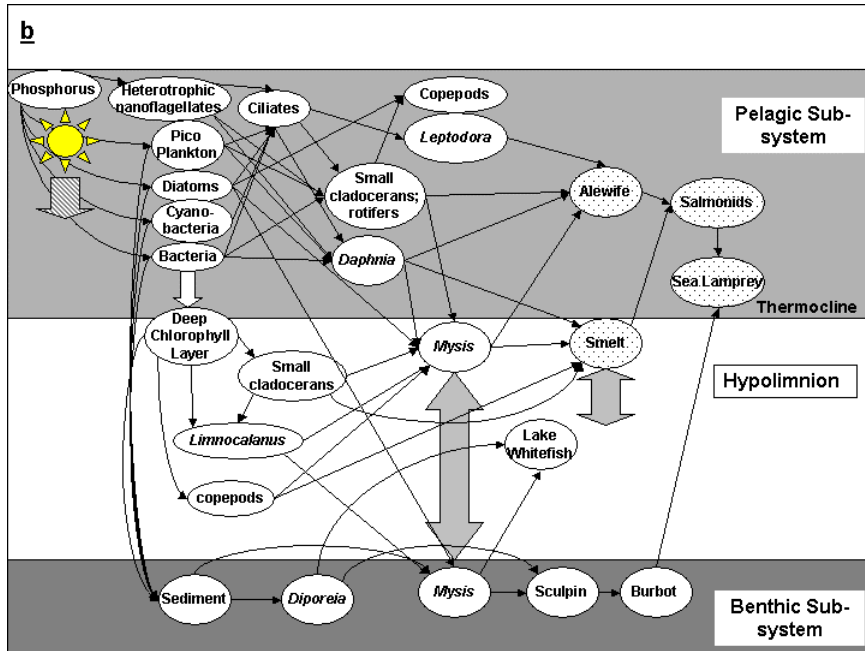 b
Phosphorus
Heterotrophic
nanoflagellates
Ciliates
Copepods
Leptodora
Pelagic Sub-
system
Pico
Plankton
Diatoms
Cyano-
bacteria
Bacteria
Small
cladocerans;
rotifers
Daphnia
Alewife
Salmonids
Sea Lamprey
Thermocline
Deep
Chlorophyll
Layer
Small
cladocerans
Mysis
Smelt
Hypolimnion
Limnocalanus
Lake
Whitefish
copepods
Sediment
Diporeia
Mysis
Sculpin
Burbot
Benthic Sub-
system